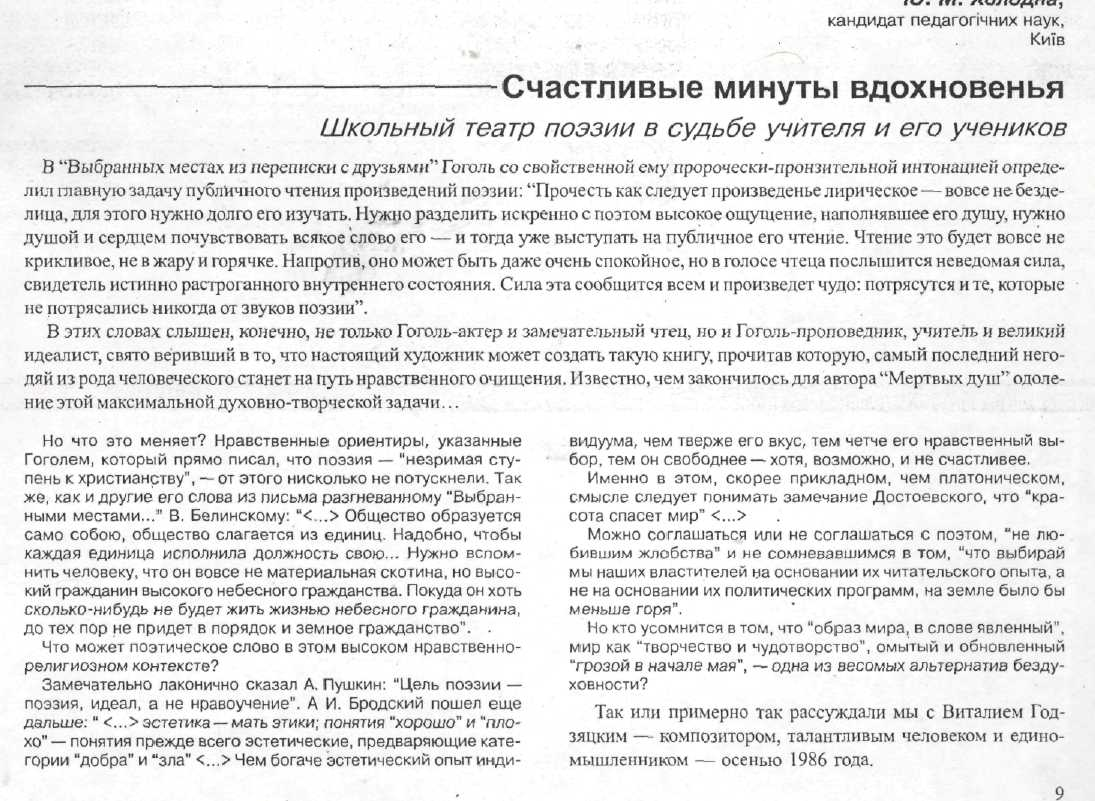 Ю. М. Холодна,
кандидат педагогічних наук,
Київ
Счастливые минуты вдохновенья
Школьный театр поэзии в судьбе учителя и его учеников
В “Выбранных местах из переписки с друзьями” Гоголь со свойственной ему пророчески-пронзительной интонацией опреде-
лил главную задачу публичного чтения произведений поэзии: “Прочесть как следует произведенье лирическое — вовсе не безде-
лица, для этого нужно долго его изучать. Нужно разделить искренно с поэтом высокое ощущение, наполнявшее его душу, нужно
душой и сердцем почувствовать всякое слово его — и тогда уже выступать на публичное его чтение. Чтение это будет вовсе не
крикливое, не в жару и горячке. Напротив, оно может быть даже очень спокойное, но в голосе чтеца послышится неведомая сила,
свидетель истинно растроганного внутреннего состояния. Сила эта сообщится всем и произведет чудо: потрясутся и те, которые
не потрясались никогда от звуков поэзии”.
В этих словах слышен, конечно, не только Гоголь-актер и замечательный чтец, но и Гоголь-проповедник, учитель и великий
идеалист, свято веривший в то, что настоящий художник может создать такую книгу, прочитав которую, самый последний него-
дяй из рода человеческого станет на путь нравственного очищения. Известно, чем закончилось для автора “Мертвых душ” одоле-
ние этой максимальной духовно-творческой задачи…
Но что это меняет? Нравственные ориентиры, указанные
Гоголем, который прямо писал, что поэзия — “незримая сту-
пень к христианству”, — от этого нисколько не потускнели. Так
же, как и другие его слова из письма разгневанному “Выбран-
ными местами...” В. Белинскому: “<...> Общество образуется
само собою, общество слагается из единиц. Надобно, чтобы
каждая единица исполнила должность свою... Нужно вспом-
нить человеку, что он вовсе не материальная скотина, но высо-
кий гражданин высокого небесного гражданства. Покуда он хоть
сколько-нибудь не будет жить жизнью небесного гражданина,
до тех пор не придет в порядок и земное гражданство”.
Что может поэтическое слово в этом высоком нравственно-
религиозном контексте?
Замечательно лаконично сказал А. Пушкин: “Цель поэзии —
поэзия, идеал, а не нравоучение”. А И. Бродский пошел еще
дальше: “ <...> эстетика — мать этики; понятия “хорошо” и “пло-
хо” — понятия прежде всего эстетические, предваряющие кате-
гории “добра” и “зла” <...> Чем богаче эстетический опыт инди-
видуума, чем тверже его вкус, тем четче его нравственный вы-
бор, тем он свободнее — хотя, возможно, и не счастливее.
Именно в этом, скорее прикладном, чем платоническом,
смысле следует понимать замечание Достоевского, что “кра-
сота спасет мир” <...>
Можно соглашаться или не соглашаться с поэтом, “не лю-
бившим жлобства” и не сомневавшимся в том, “что выбирай
мы наших властителей на основании их читательского опыта, а
не на основании их политических программ, на земле было бы
меньше горя”.
Но кто усомнится в том, что “образ мира, в слове явленный”,
мир как “творчество и чудотворство”, омытый и обновленный
“грозой в начале мая”, — одна из весомых альтернатив безду-
ховности?
Так или примерно так рассуждали мы с Виталием Год-
зяцким — композитором, талантливым человеком и едино-
мышленником — осенью 1986 года.
9